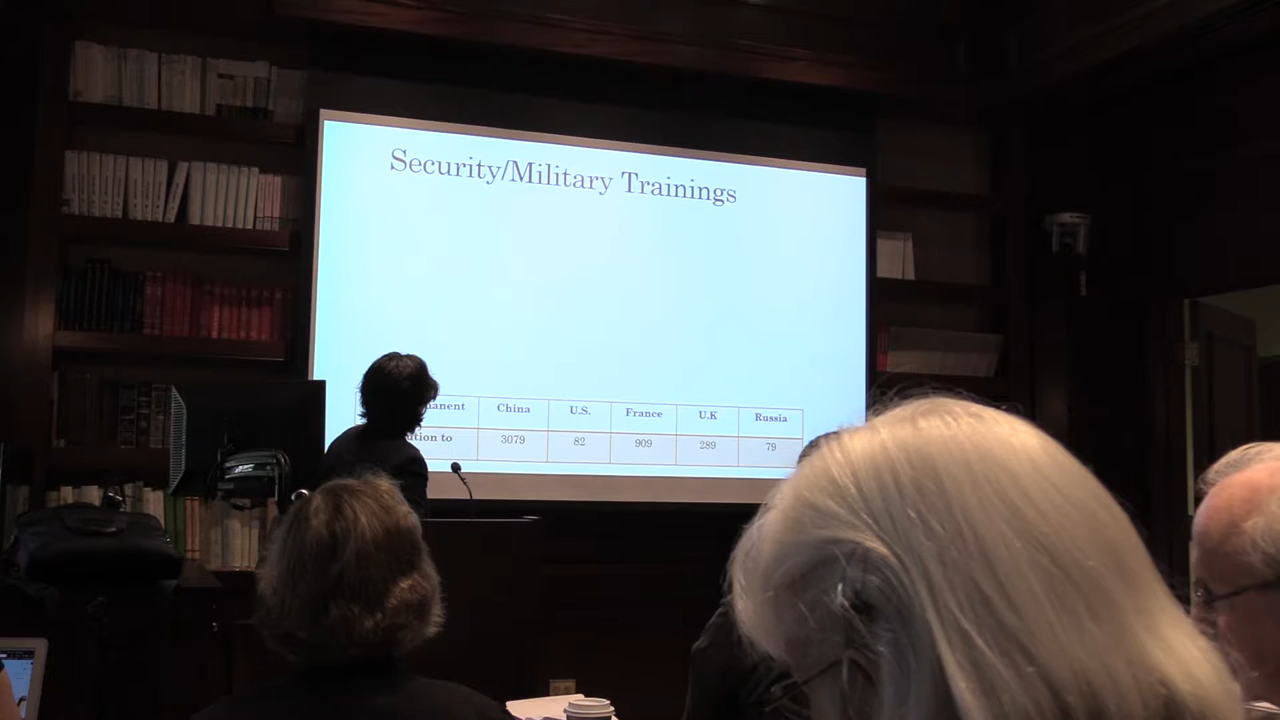 Security/Military Trainings
China U.S. France U.K Russia
3079 82 909 289 79